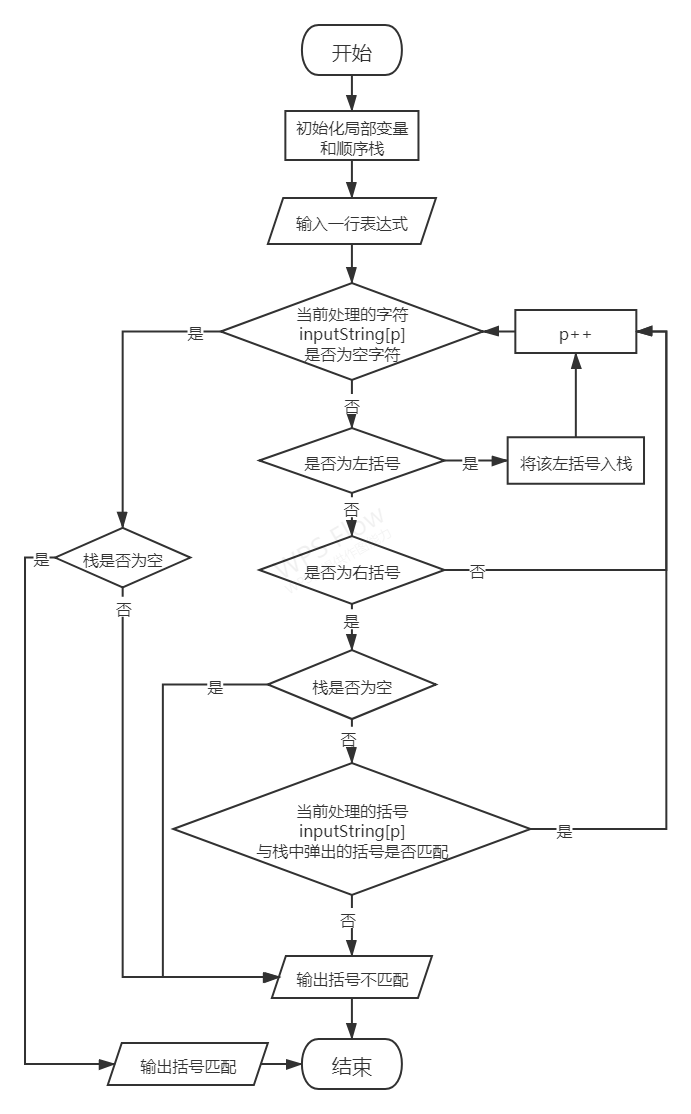 开始
初始化局部变量
和顺序栈
输入一行表达式
当前处理的字符
inputString[p]
是否为空字符
是
p++
否
是否为左括号
是
将该左括号入栈
否
是否为右括号
否
栈是否为空
是
否
是
栈是否为空
是
否
当前处理的括号
inputString[p]
与栈中弹出的括号是否匹配
是
否
输出括号不匹配
输出括号匹配
结束